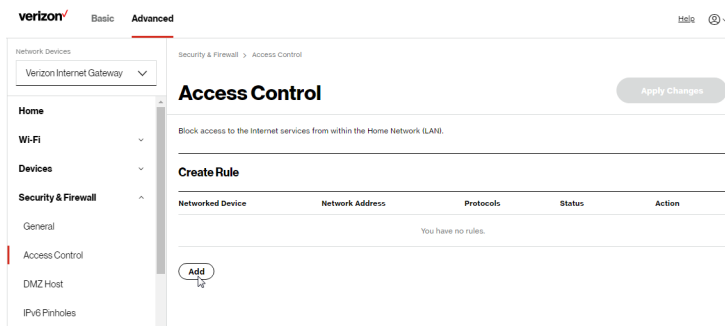 verizon✓ Basic Advanced Help
Network Devices
Verizon Internet Gateway
Home
Wi-Fi
Devices
Security & Firewall
General
Access Control
DMZ Host
IPv6 Pinholes
Security & Firewall > Access Control
Access Control Apply Changes
Block access to the Internet services from within the Home Network (LAN).
Create Rule
Networked Device Network Address Protocols Status Action
You have no rules.
Add